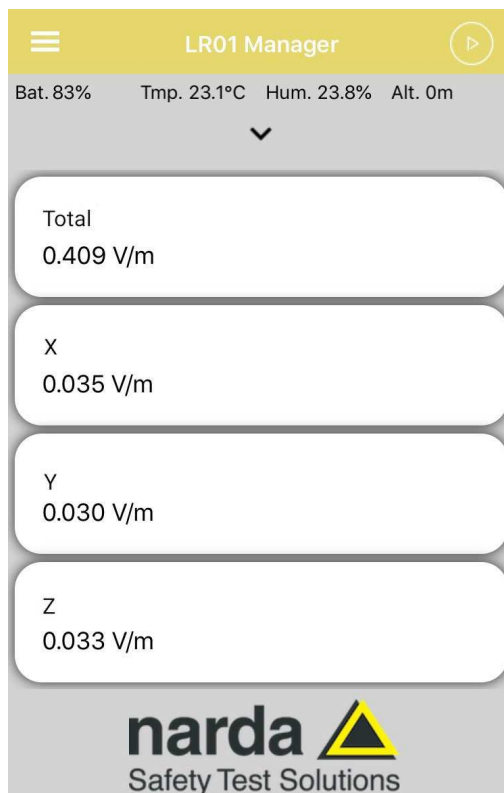 LR01 Manager
Bat. 83% Tmp. 23.1°C Hum. 23.8% Alt. 0m
Total
0.409 V/m
X
0.035 V/m
Y
0.030 V/m
Z
0.033 V/m
narda
Safety Test Solutions